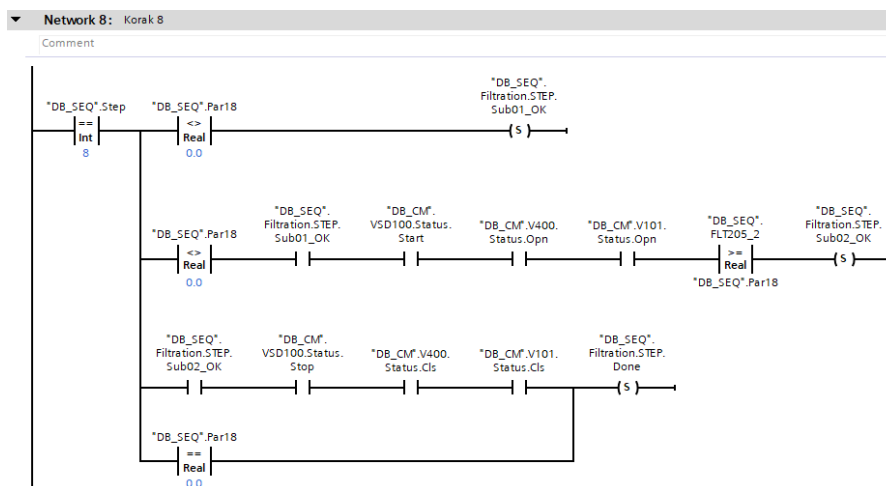 Network 8: Korak 8
Comment
"DB_SEQ".
Filtration.STEP.
Sub01_OK
"DB_SEQ".Step
"DB_SEQ".Par18
==
Int
8
<>
Real
0.0
S
"DB_SEQ".Par18
<>
Real
0.0
"DB_SEQ".
Filtration.STEP.
Sub01_OK
"DB_CM".
VSD100.Status.
Start
"DB_CM".V400.
Status.Opn
"DB_CM".V101.
Status.Opn
"DB_SEQ".
FLT205_2
>=
Real
"DB_SEQ".Par18
"DB_SEQ".
Filtration.STEP.
Sub02_OK
S
"DB_SEQ".
Filtration.STEP.
Sub02_OK
"DB_CM".
VSD100.Status.
Stop
"DB_CM".V400.
Status.Cls
"DB_CM".V101.
Status.Cls
"DB_SEQ".
Filtration.STEP.
Done
S
"DB_SEQ".Par18
==
Real
0.0